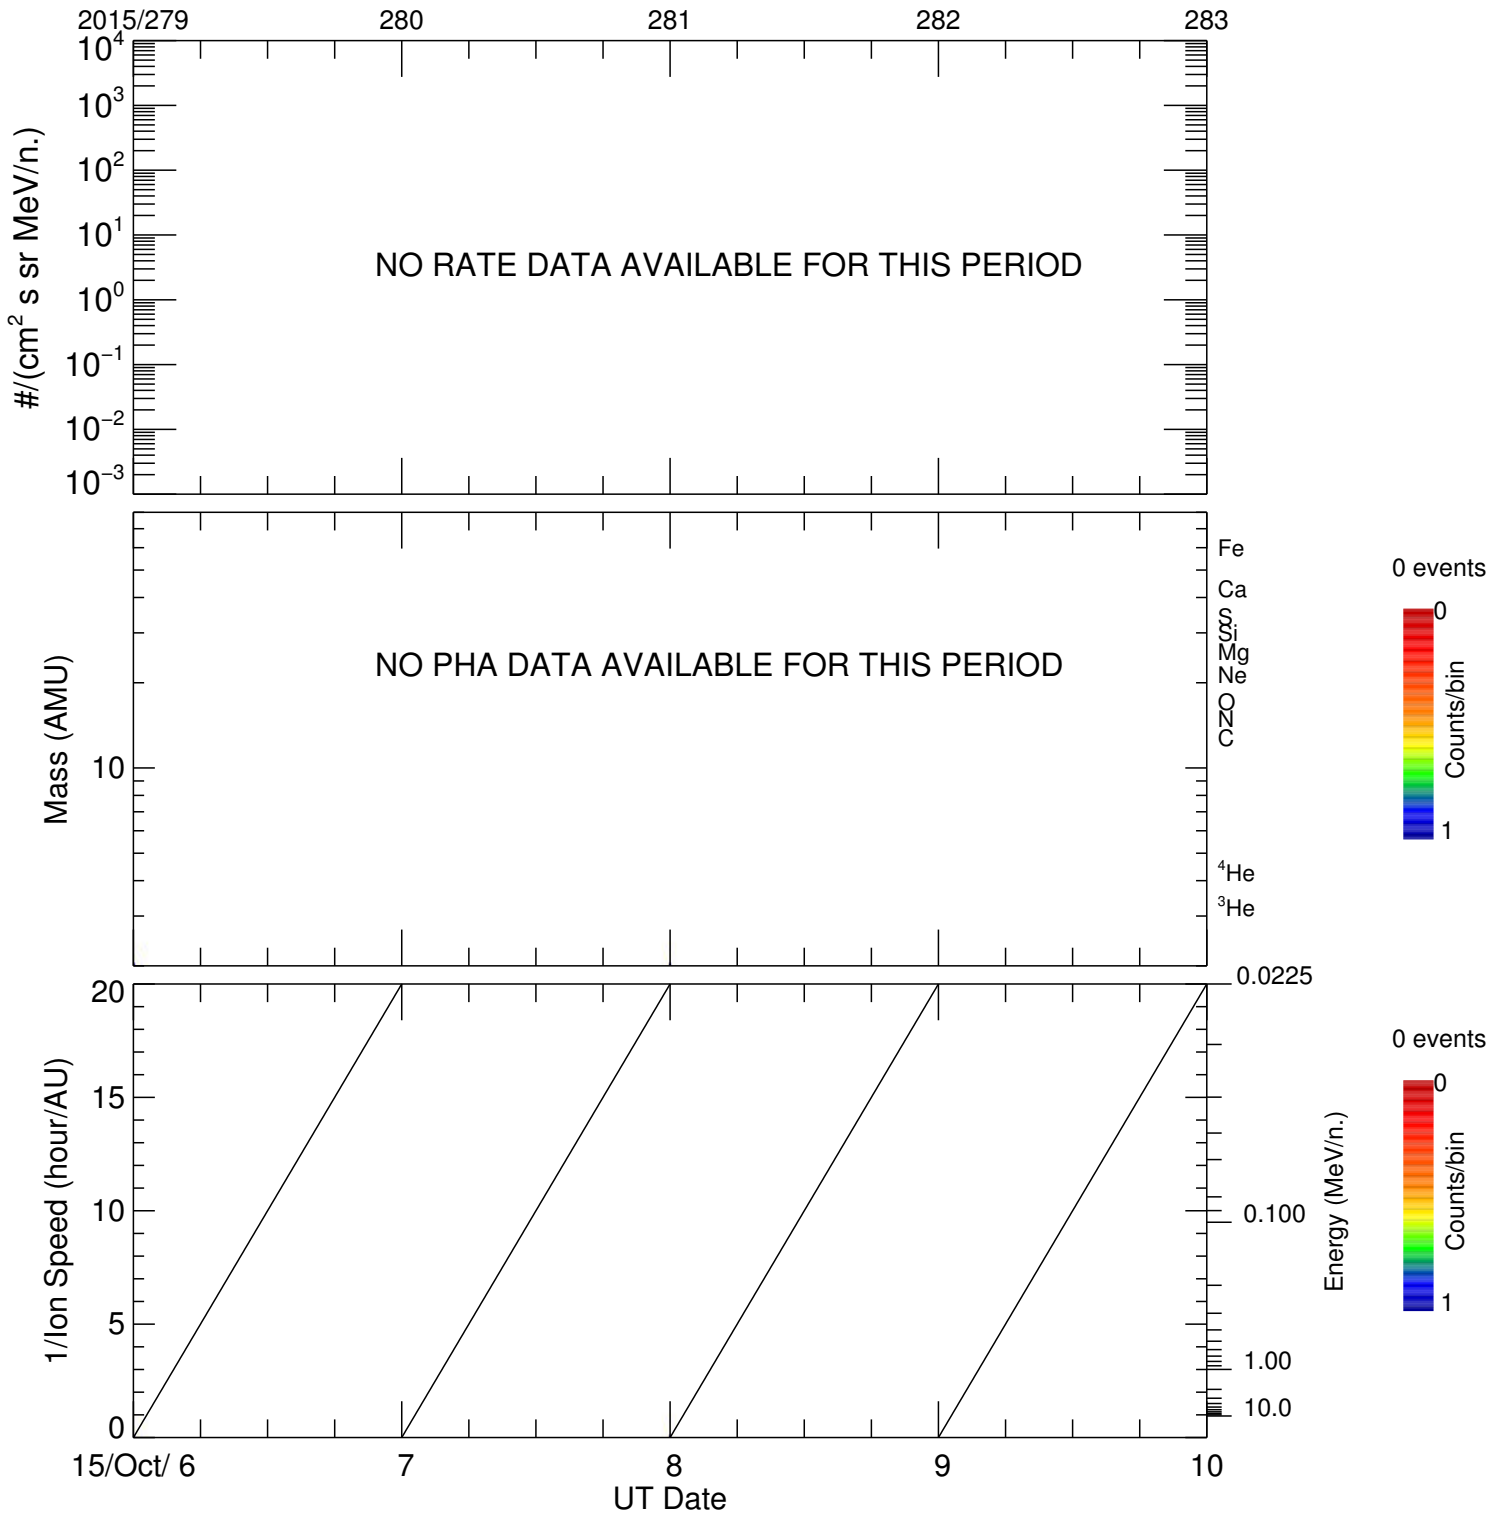 2015/279 280 281 282 283
10⁴
10³
10²
10¹
10⁰
10⁻¹
10⁻²
10⁻³
#/(cm² s sr MeV/n.)
NO RATE DATA AVAILABLE FOR THIS PERIOD
Mass (AMU)
10
NO PHA DATA AVAILABLE FOR THIS PERIOD
Fe
Ca
S
Si
Mg
Ne
O
N
C
⁴He
³He
0 events
0
Counts/bin
1
1/Ion Speed (hour/AU)
20
15
10
5
0
0.0225
0.100
1.00
10.0
Energy (MeV/n.)
0 events
0
Counts/bin
1
15/Oct/ 6 7 8 9 10
UT Date